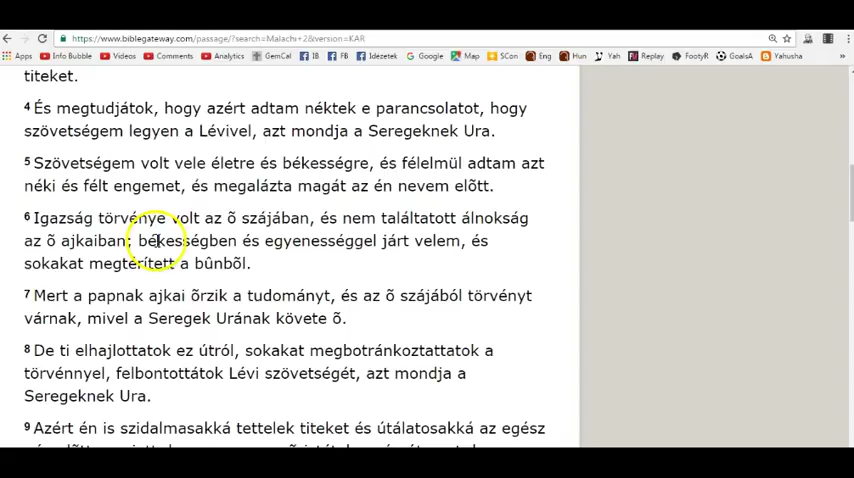 https://www.biblegateway.com/passage/?search=Malachi+2&version=KAR
Apps Info to Bookmark Videos Comments Analytics GemCal IB FB Idézetek Google Map SCon Eng Hun Yah Replay FootyR GoalsA Yahusha
titeket.
4 És megtudjátok, hogy azért adtam néktek e parancsolatot, hogy
szövetségem legyen a Lévivel, azt mondja a Seregeknek Ura.
5 Szövetségem volt vele életre és békességre, és félelmül adtam azt
néki és félt engemet, és megalázta magát az én nevem elõtt.
6 Igazság törvénye volt az õ szájában, és nem találtatott álnokság
az õ ajkaiban; békességben és egyenességgel járt velem, és
sokakat megtérített a bûnbõl.
7 Mert a papnak ajkai õrzik a tudományt, és az õ szájából törvényt
várnak, mivel a Seregek Urának követe õ.
8 De ti elhajlottatok ez útról, sokakat megbotránkoztattatok a
törvénnyel, felbontottátok Lévi szövetségét, azt mondja a
Seregeknek Ura.
9 Azért én is szidalmasakká tettelek titeket és útálatosakká az egész